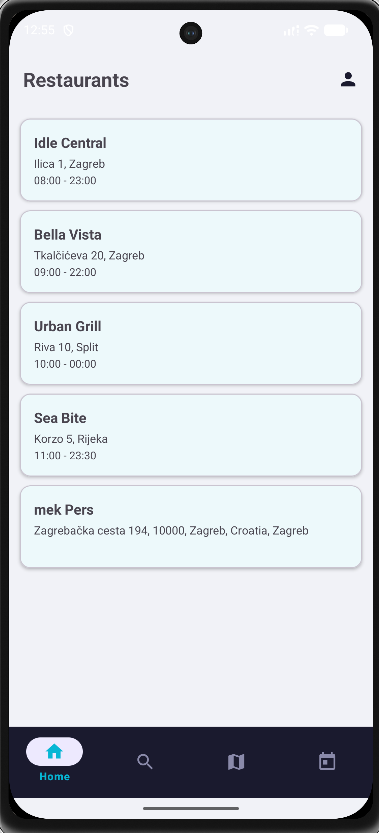 12:55
Restaurants
Idle Central
Ilica 1, Zagreb
08:00 - 23:00
Bella Vista
Tkalčićeva 20, Zagreb
09:00 - 22:00
Urban Grill
Riva 10, Split
10:00 - 00:00
Sea Bite
Korzo 5, Rijeka
11:00 - 23:30
mek Pers
Zagrebačka cesta 194, 10000, Zagreb, Croatia, Zagreb
Home